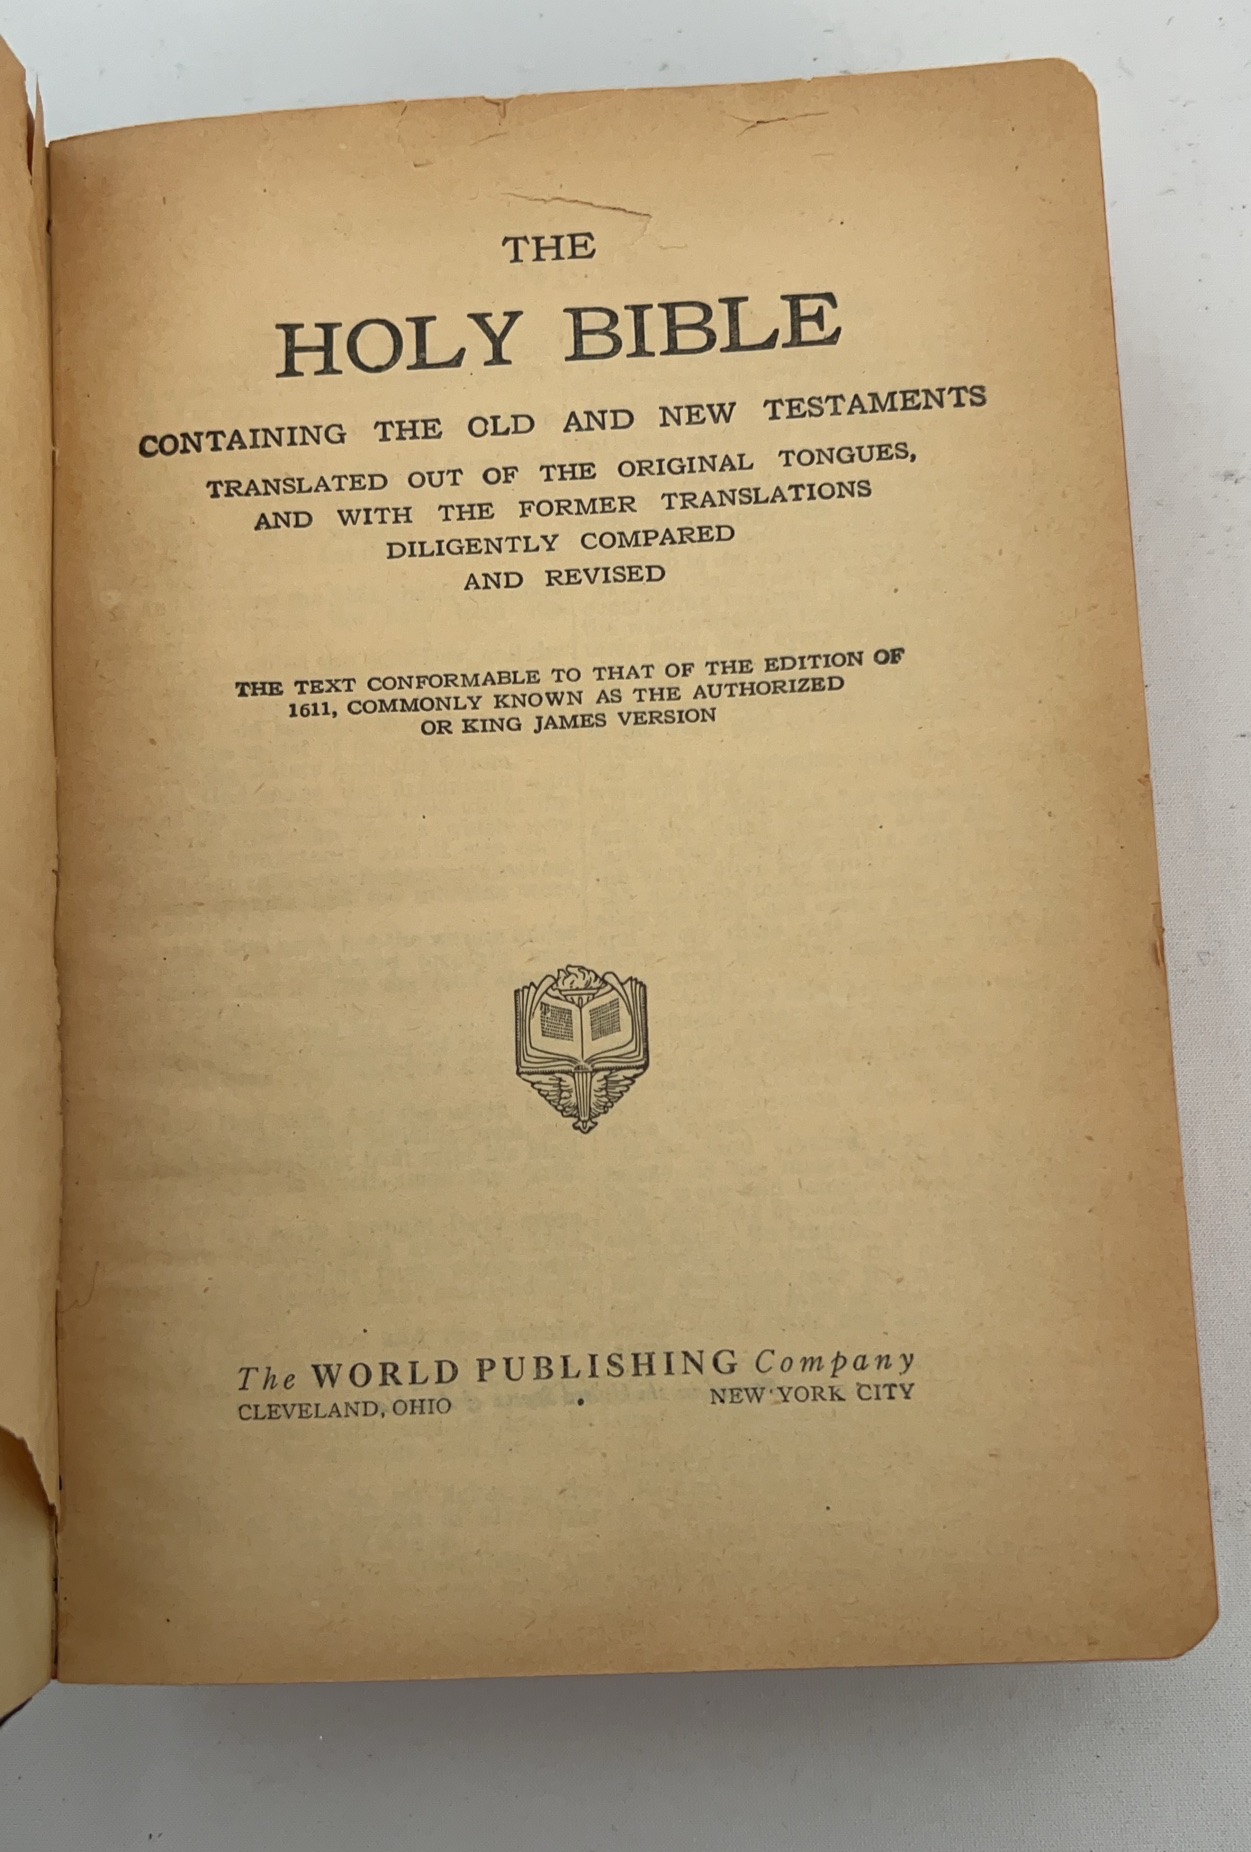 THE
HOLY BIBLE
CONTAINING THE OLD AND NEW TESTAMENTS
TRANSLATED OUT OF THE ORIGINAL TONGUES,
AND WITH THE FORMER TRANSLATIONS
DILIGENTLY COMPARED
AND REVISED
THE TEXT CONFORMABLE TO THAT OF THE EDITION OF
1611, COMMONLY KNOWN AS THE AUTHORIZED
OR KING JAMES VERSION
The WORLD PUBLISHING Company
CLEVELAND, OHIO • NEW YORK CITY